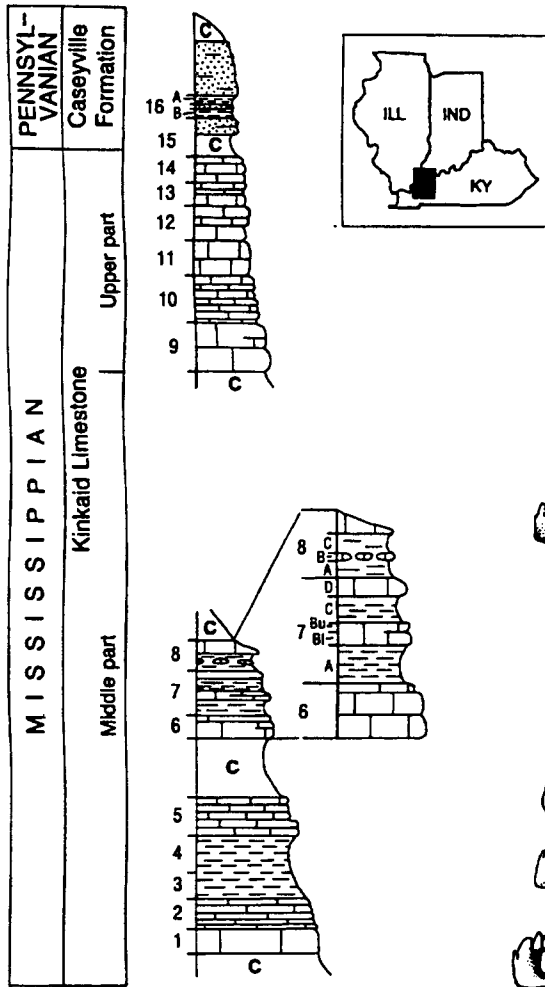 PENNSYL-
VANIAN
Caseyville
Formation
MISSISSIPPIAN
Kinkaid Limestone
Upper part
Middle part
C
A
16
B
15
C
14
13
12
11
10
9
C
ILL
IND
KY
C
8
7
6
C
5
4
3
2
1
C
8
C
B
A
D
C
Bu
7
Bl
A
6